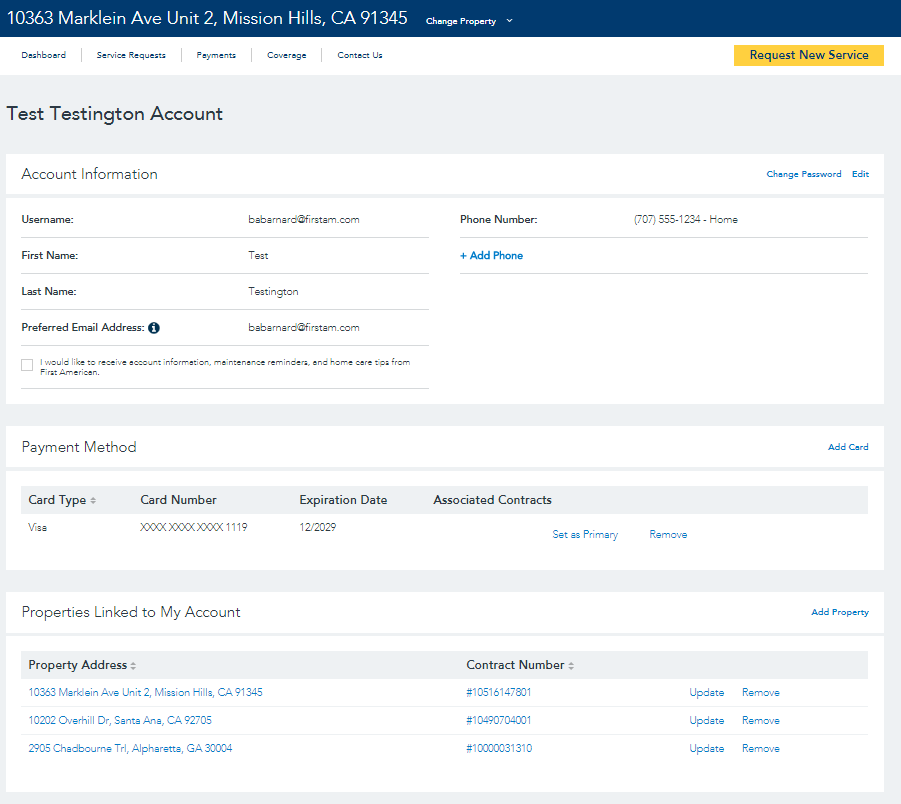 10363 Marklein Ave Unit 2, Mission Hills, CA 91345 Change Property
Dashboard Service Requests Payments Coverage Contact Us Request New Service
Test Testington Account
Account Information Change Password Edit
Username: babarnard@firstam.com Phone Number: (707) 555-1234 - Home
First Name: Test + Add Phone
Last Name: Testington
Preferred Email Address: babarnard@firstam.com
I would like to receive account information, maintenance reminders, and home care tips from
First American.
Payment Method Add Card
Card Type Card Number Expiration Date Associated Contracts
Visa XXXX XXXX XXXX 1119 12/2029
Set as Primary Remove
Properties Linked to My Account Add Property
Property Address Contract Number
10363 Marklein Ave Unit 2, Mission Hills, CA 91345 #10516147801 Update Remove
10202 Overhill Dr, Santa Ana, CA 92705 #10490704001 Update Remove
2905 Chadbourne Trl, Alpharetta, GA 30004 #10000031310 Update Remove